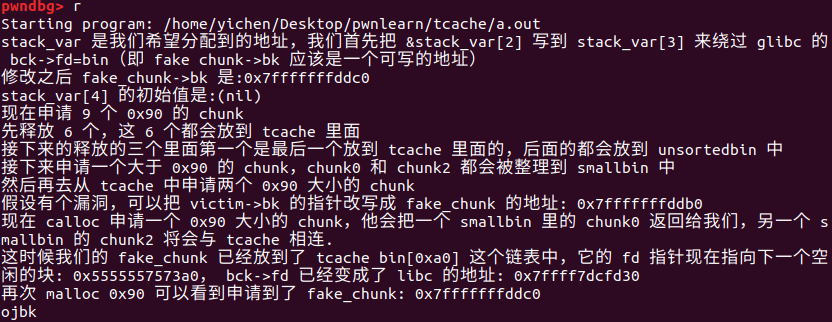 pwndbg> r
Starting program: /home/yichen/Desktop/pwnlearn/tcache/a.out
stack_var 是我们希望分配到的地址，我们首先把 &stack_var[2] 写到 stack_var[3] 来绕过 glibc 的
 bck->fd=bin（即 fake chunk->bk 应该是一个可写的地址）
修改之后 fake_chunk->bk 是:0x7fffffffddc0
stack_var[4] 的初始值是:(nil)
现在申请 9 个 0x90 的 chunk
先释放 6 个，这 6 个都会放到 tcache 里面
接下来的释放的三个里面第一个是最后一个放到 tcache 里面的，后面的都会放到 unsortedbin 中
接下来申请一个大于 0x90 的 chunk，chunk0 和 chunk2 都会被整理到 smallbin 中
然后再去从 tcache 中申请两个 0x90 大小的 chunk
假设有个漏洞，可以把 victim->bk 的指针改写成 fake_chunk 的地址: 0x7fffffffddb0
现在 calloc 申请一个 0x90 大小的 chunk，他会把一个 smallbin 里的 chunk0 返回给我们，另一个 s
mallbin 的 chunk2 将会与 tcache 相连.
这时候我们的 fake_chunk 已经放到了 tcache bin[0xa0] 这个链表中，它的 fd 指针现在指向下一个空
闲的块: 0x5555557573a0， bck->fd 已经变成了 libc 的地址: 0x7ffff7dcfd30
再次 malloc 0x90 可以看到申请到了 fake_chunk: 0x7fffffffddc0
ojbk